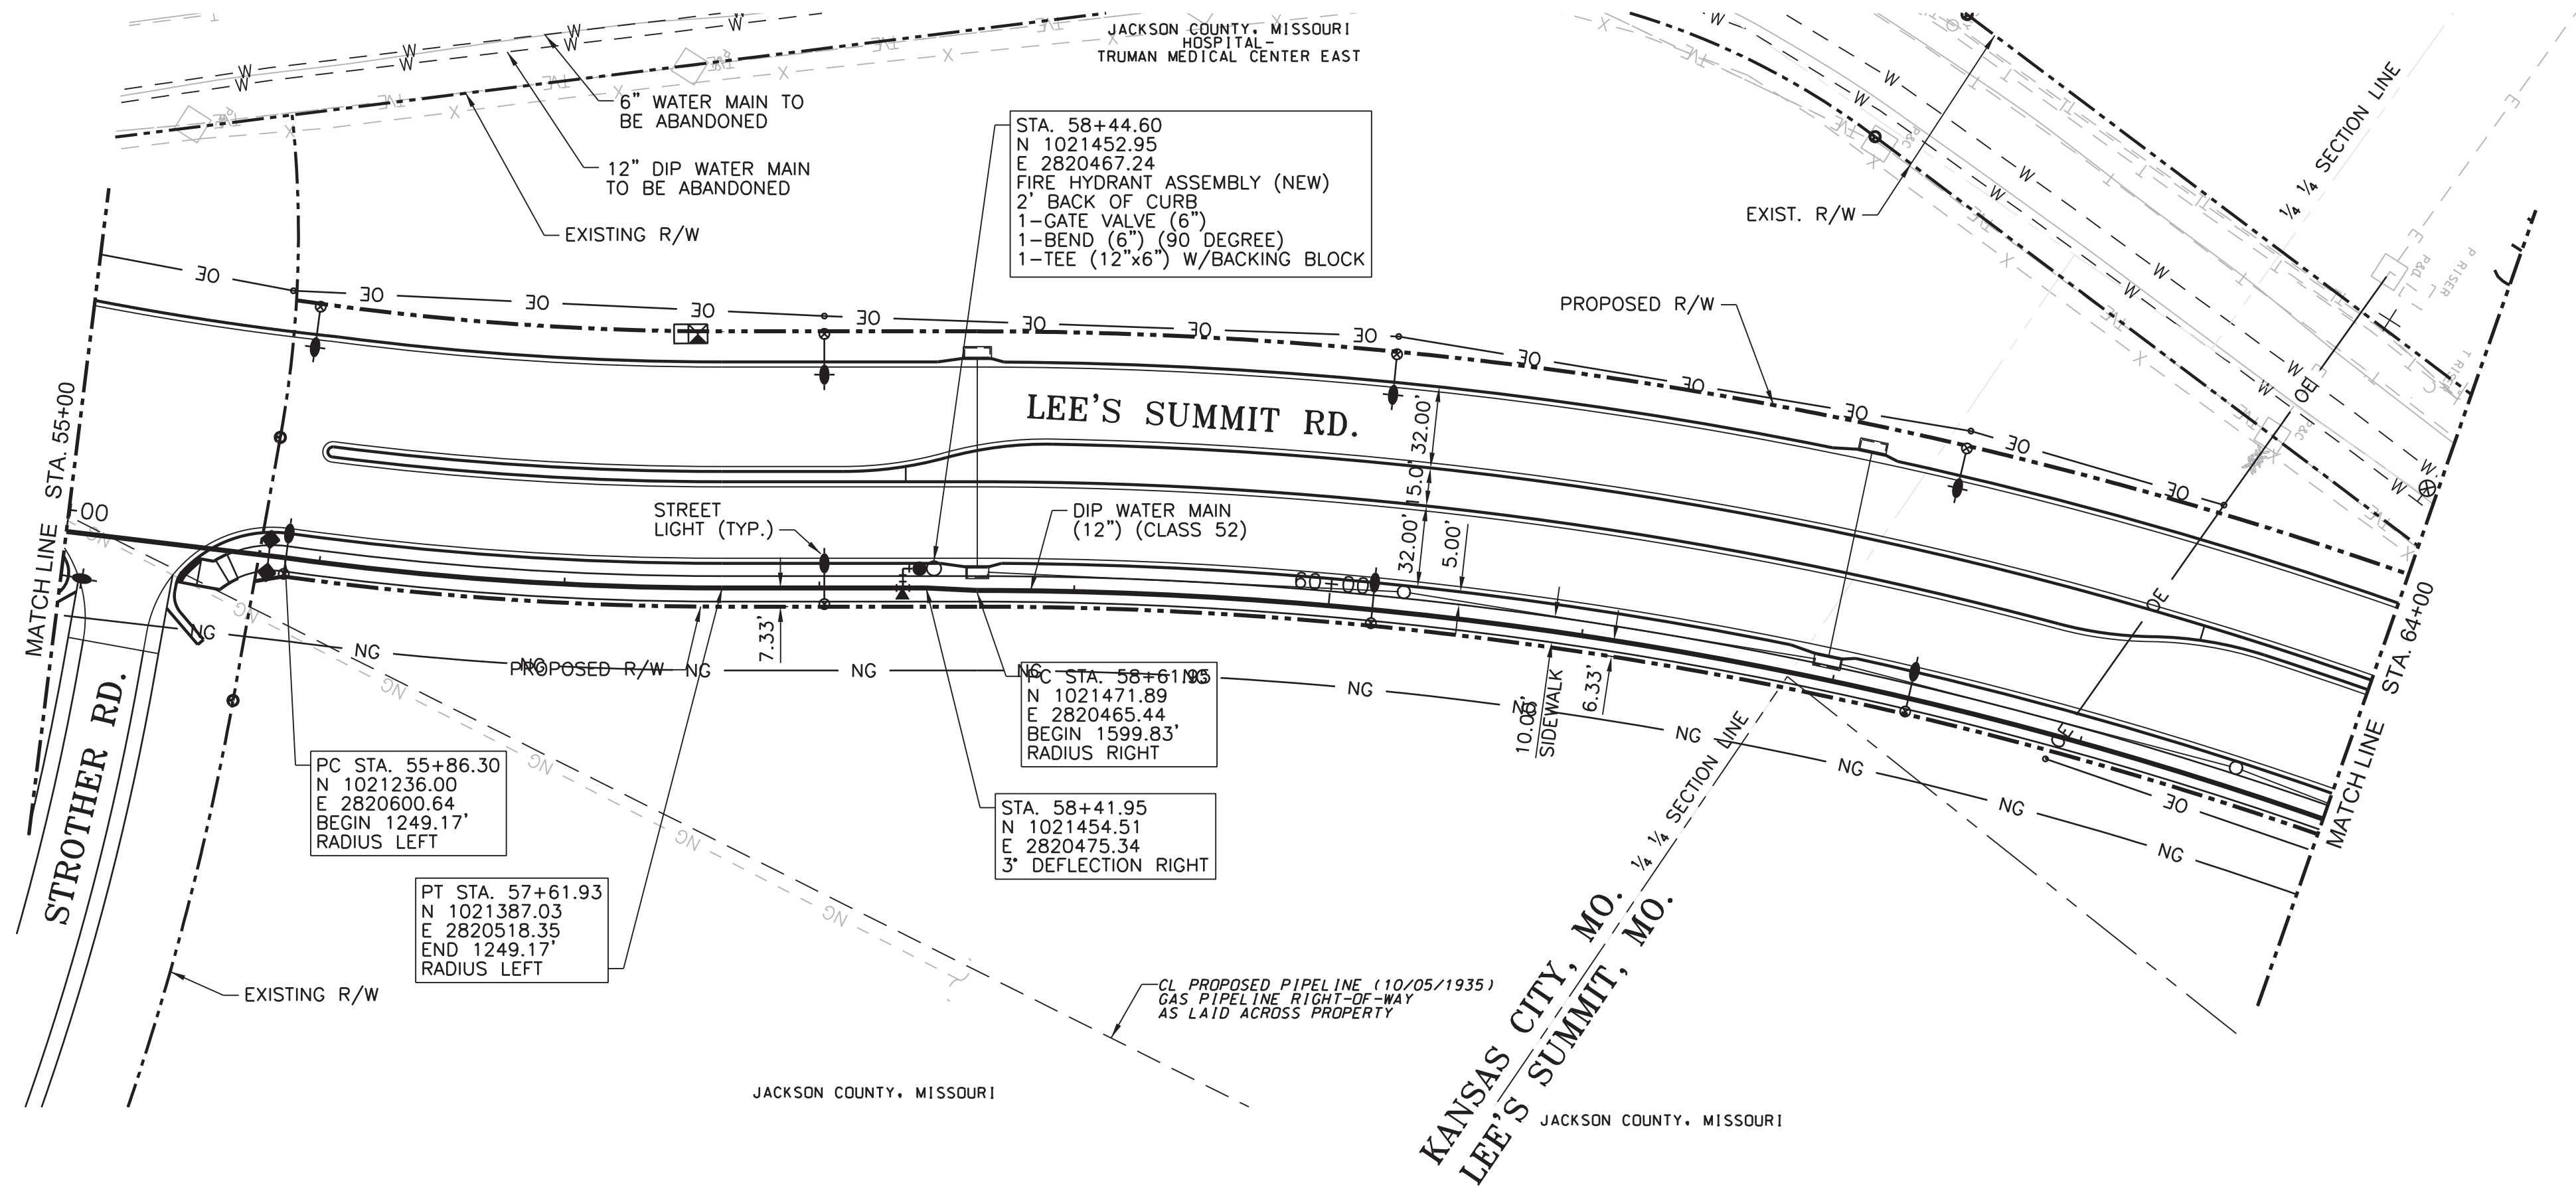 JACKSON COUNTY, MISSOURI
HOSPITAL-
TRUMAN MEDICAL CENTER EAST
6" WATER MAIN TO
BE ABANDONED
12" DIP WATER MAIN
TO BE ABANDONED
EXISTING R/W
STA. 58+44.60
N 1021452.95
E 2820467.24
FIRE HYDRANT ASSEMBLY (NEW)
2' BACK OF CURB
1-GATE VALVE (6")
1-BEND (6") (90 DEGREE)
1-TEE (12"x6") W/BACKING BLOCK
EXIST. R/W
1/4 SECTION LINE
P RISER
T RISER
PROPOSED R/W
MATCH LINE STA. 55+00
LEE'S SUMMIT RD.
32.00'
15.0'
32.00'
5.00'
STREET
LIGHT (TYP.)
DIP WATER MAIN
(12") (CLASS 52)
+00
60+00
7.33'
PROPOSED R/W
PC STA. 58+61.95
N 1021471.89
E 2820465.44
BEGIN 1599.83'
RADIUS RIGHT
10.00'
SIDEWALK
6.33'
STROTHER RD.
PC STA. 55+86.30
N 1021236.00
E 2820600.64
BEGIN 1249.17'
RADIUS LEFT
STA. 58+41.95
N 1021454.51
E 2820475.34
3° DEFLECTION RIGHT
PT STA. 57+61.93
N 1021387.03
E 2820518.35
END 1249.17'
RADIUS LEFT
MATCH LINE STA. 64+00
1/4 1/4 SECTION LINE
EXISTING R/W
CL PROPOSED PIPELINE (10/05/1935)
GAS PIPELINE RIGHT-OF-WAY
AS LAID ACROSS PROPERTY
KANSAS CITY, MO.
LEE'S SUMMIT, MO.
JACKSON COUNTY, MISSOURI
JACKSON COUNTY, MISSOURI